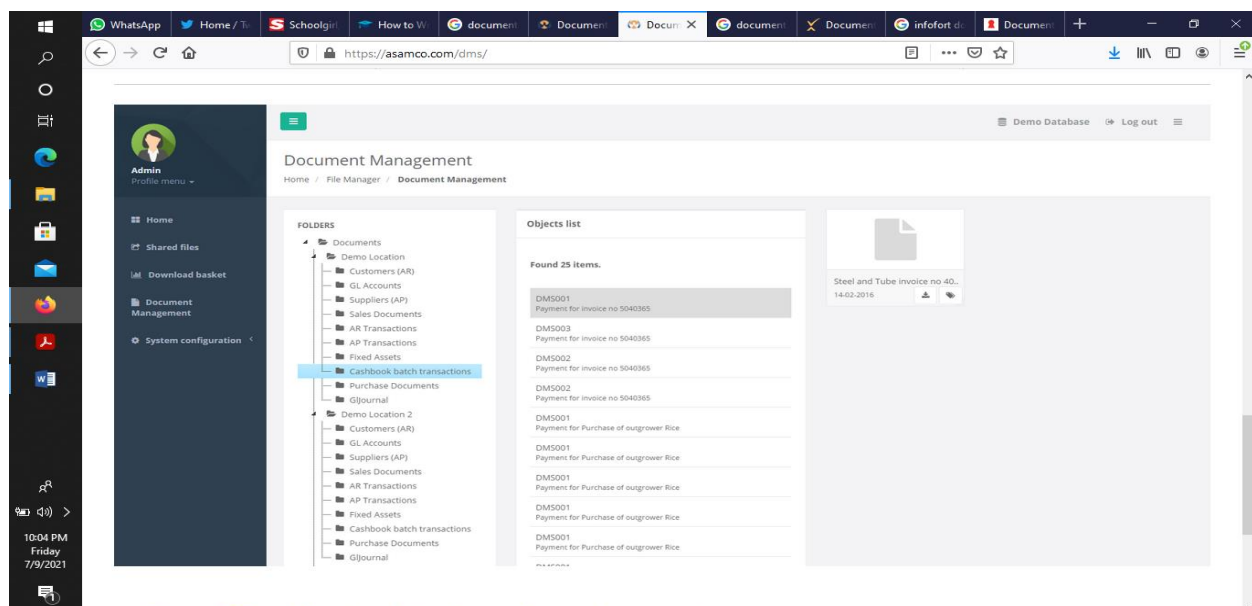 WhatsApp
Home / Tw
Schoolgirl
How to W
document
Document
Docum
document
Document
infofort do
Document
https://asamco.com/dms/
Demo Database
Log out
Admin
Profile menu
Document Management
Home / File Manager / Document Management
Home
Shared files
Download basket
Document
Management
System configuration
FOLDERS
Documents
Demo Location
Customers (AR)
GL Accounts
Suppliers (AP)
Sales Documents
AR Transactions
AP Transactions
Fixed Assets
Cashbook batch transactions
Purchase Documents
GlJournal
Demo Location 2
Customers (AR)
GL Accounts
Suppliers (AP)
Sales Documents
AR Transactions
AP Transactions
Fixed Assets
Cashbook batch transactions
Purchase Documents
GlJournal
Objects list
Found 25 items.
DMS001
Payment for invoice no 5040365
DMS003
Payment for invoice no 5040365
DMS002
Payment for invoice no 5040365
DMS002
Payment for invoice no 5040365
DMS001
Payment for Purchase of outgrower Rice
DMS001
Payment for Purchase of outgrower Rice
DMS001
Payment for Purchase of outgrower Rice
DMS001
Payment for Purchase of outgrower Rice
DMS001
Payment for Purchase of outgrower Rice
Steel and Tube invoice no 40..
14-02-2016
10:04 PM
Friday
7/9/2021